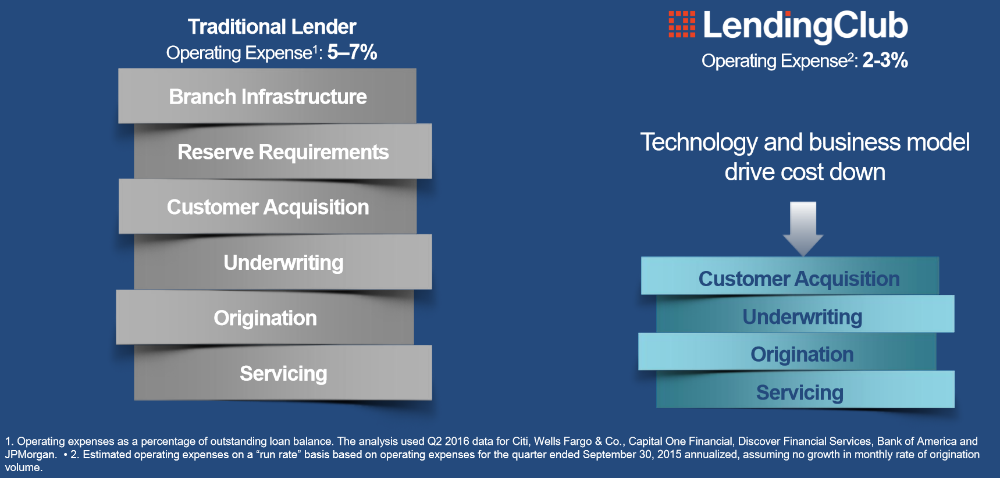 Traditional Lender
Operating Expense1: 5–7%
Branch Infrastructure
Reserve Requirements
Customer Acquisition
Underwriting
Origination
Servicing
LendingClub
Operating Expense2: 2-3%
Technology and business model
drive cost down
Customer Acquisition
Underwriting
Origination
Servicing
1. Operating expenses as a percentage of outstanding loan balance. The analysis used Q2 2016 data for Citi, Wells Fargo & Co., Capital One Financial, Discover Financial Services, Bank of America and
JPMorgan. • 2. Estimated operating expenses on a “run rate” basis based on operating expenses for the quarter ended September 30, 2015 annualized, assuming no growth in monthly rate of origination
volume.